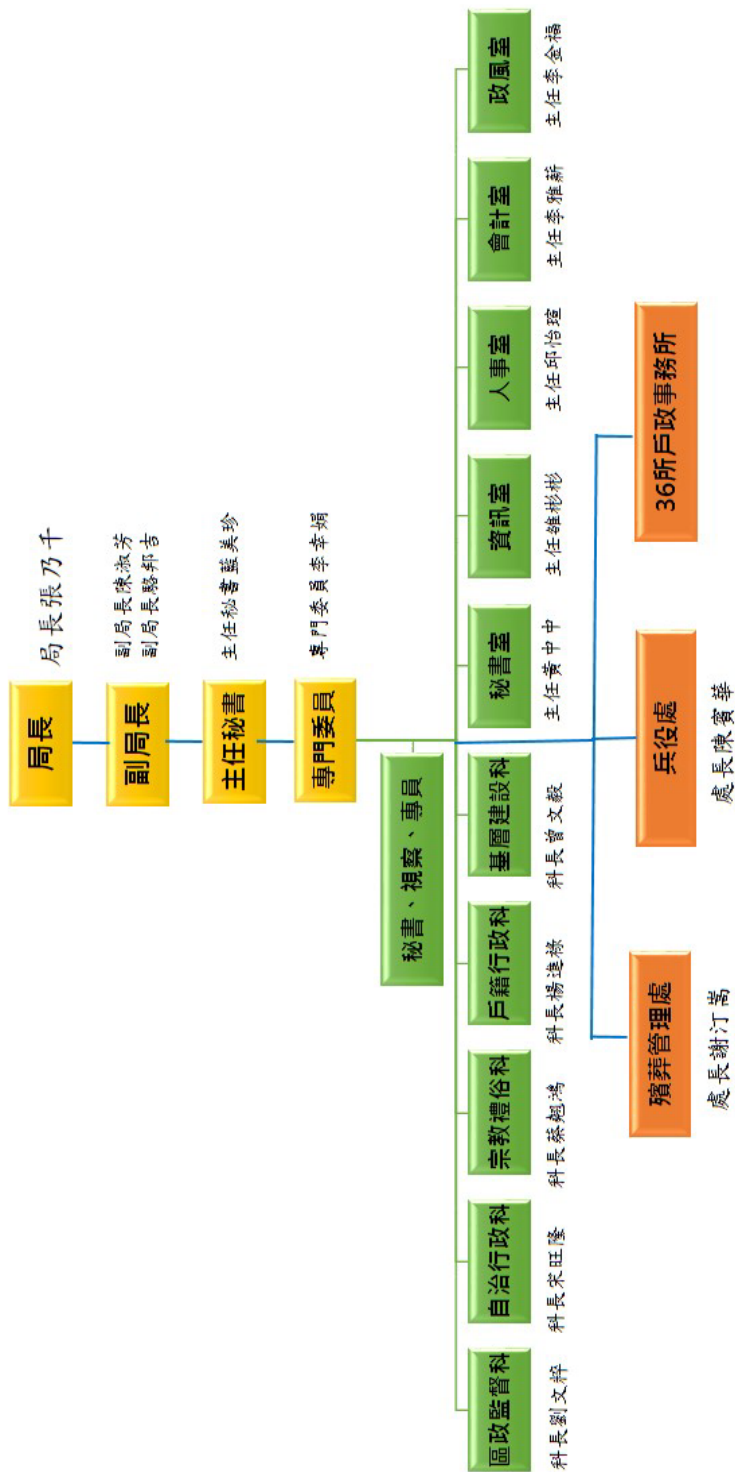 局長
局長張乃千
副局長
副局長陳淑芳
副局長駱邦吉
主任秘書
主任秘書藍美珍
專門委員
專門委員李幸娟
秘書、視察、專員
區政監督科
科長劉文粹
自治行政科
科長宋旺隆
宗教禮俗科
科長蔡翹鴻
戶籍行政科
科長楊進祿
基層建設科
科長曾文毅
秘書室
主任黃中中
資訊室
主任雒彬彬
人事室
主任邱怡瑄
會計室
主任李雅薪
政風室
主任李金福
殯葬管理處
處長謝汀嵩
兵役處
處長陳賓華
36所戶政事務所